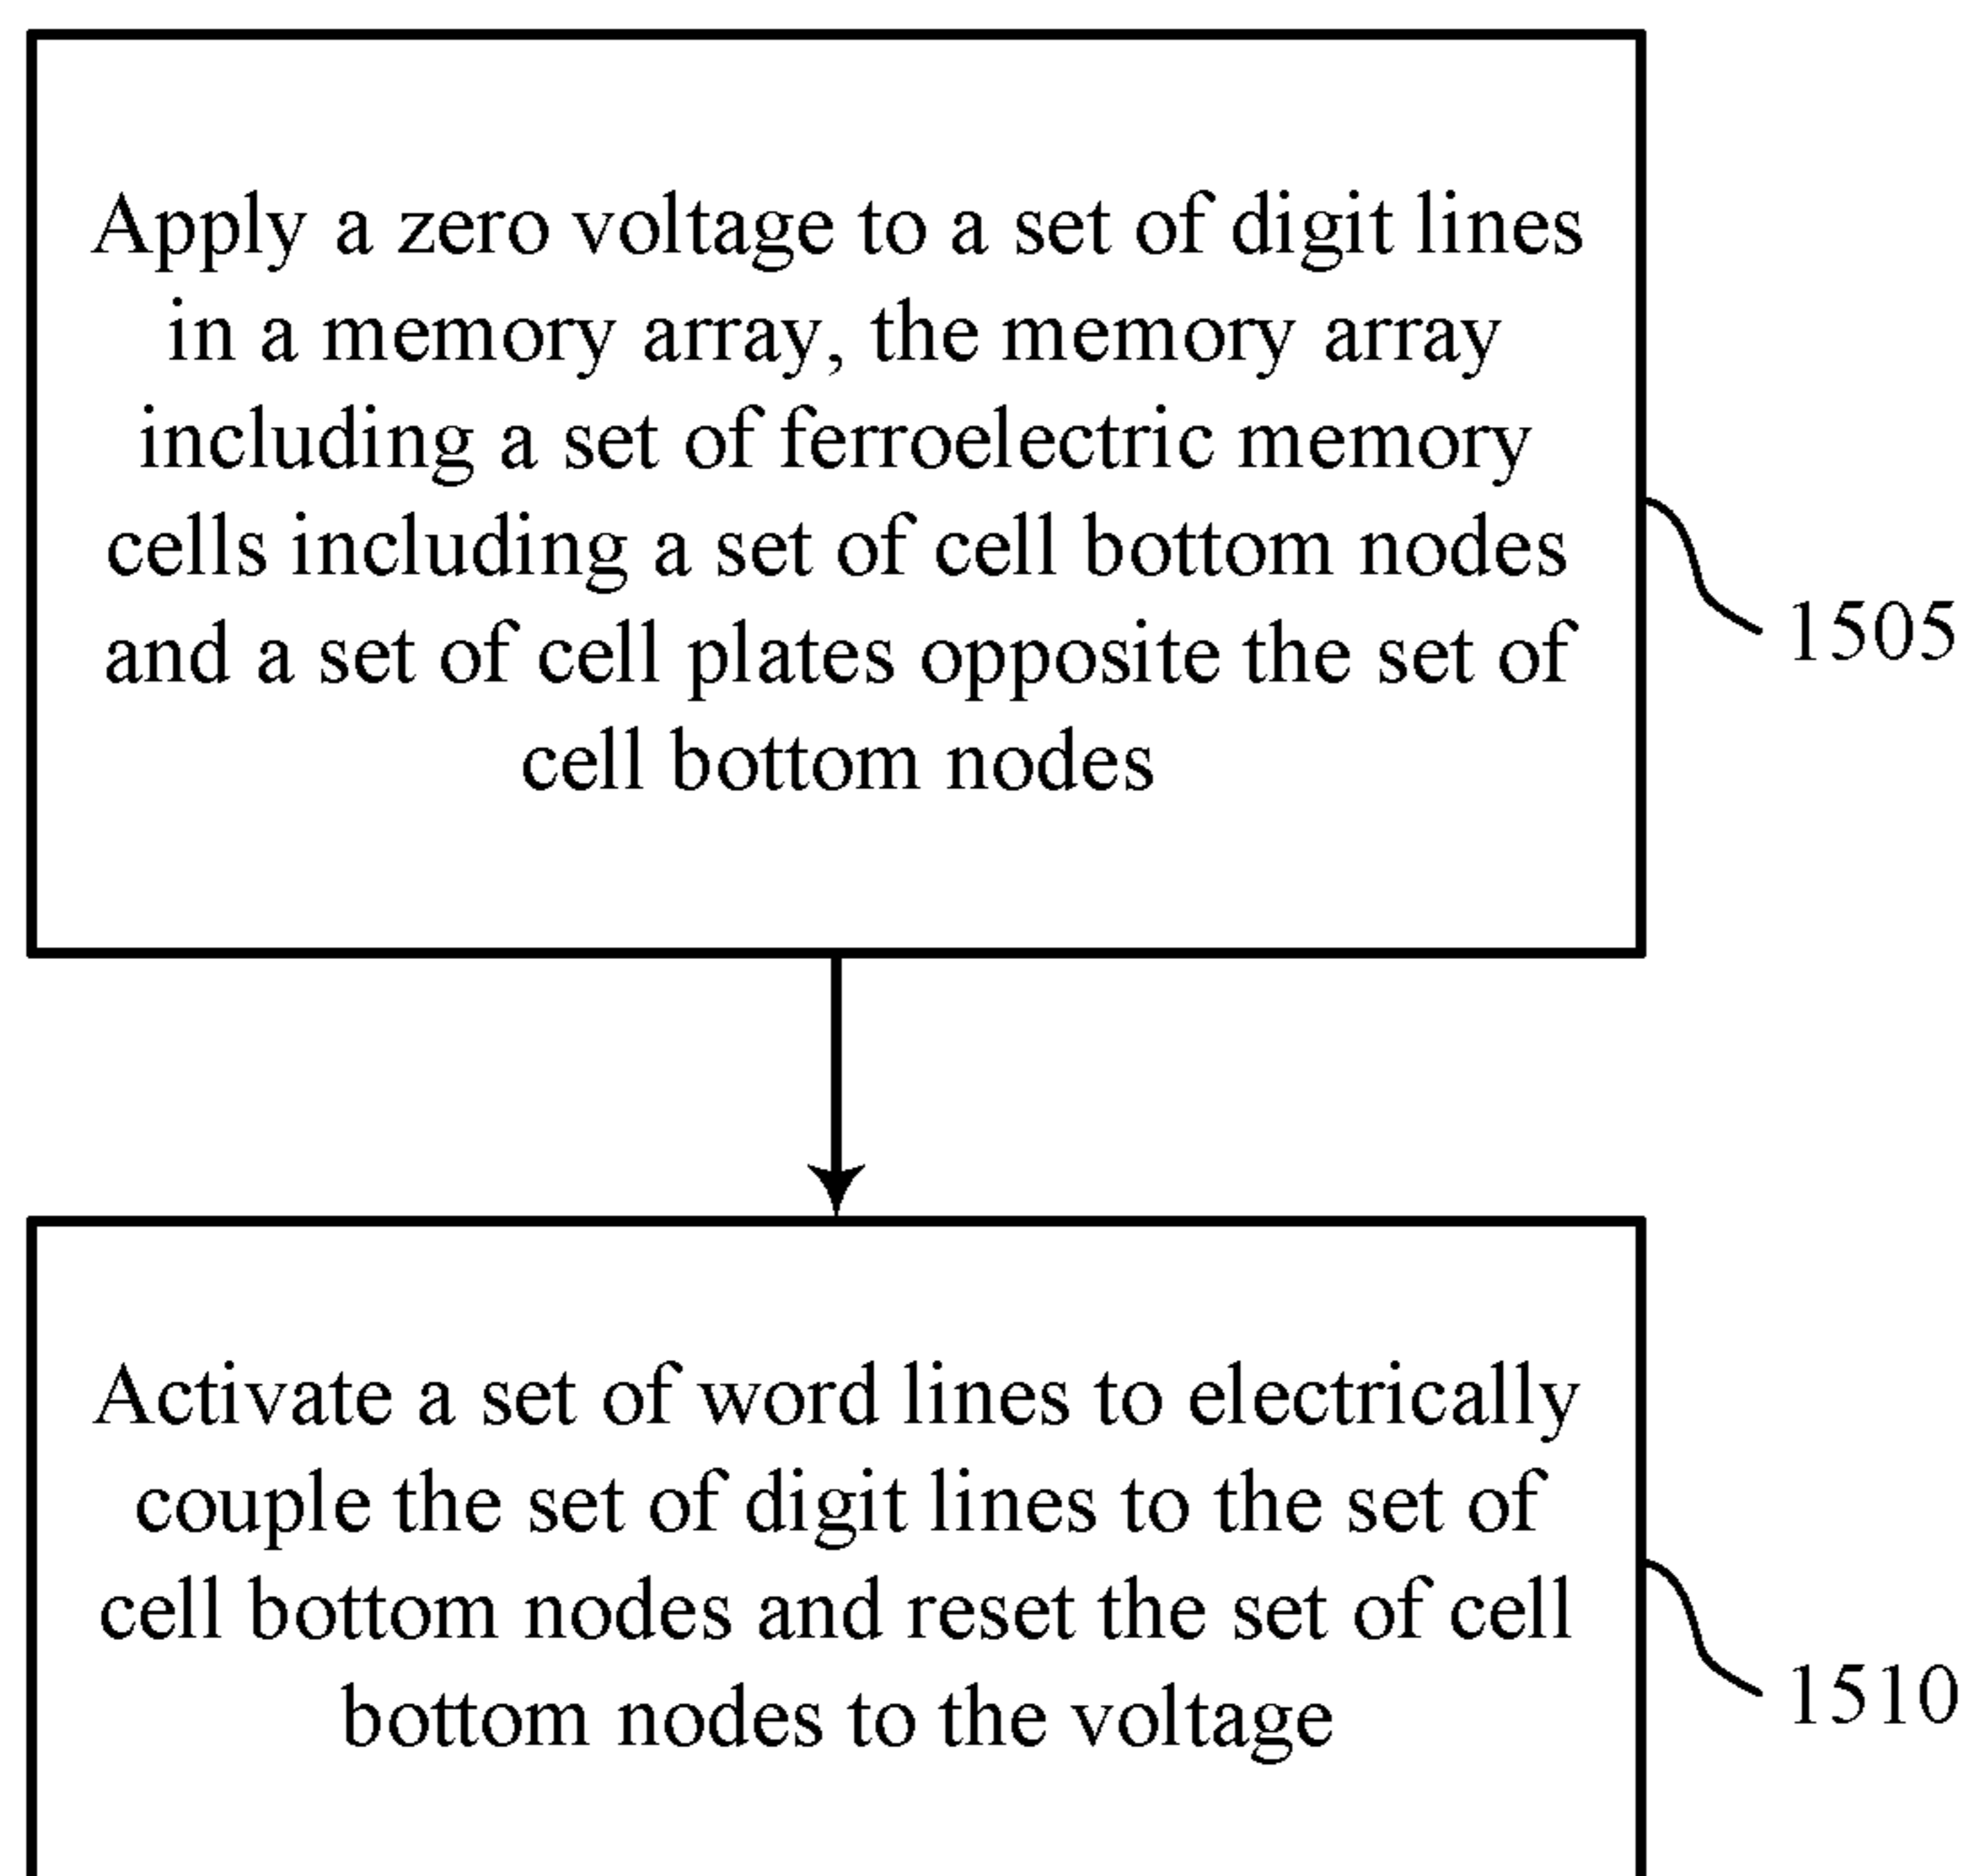 Apply a zero voltage to a set of digit lines
in a memory array, the memory array
including a set of ferroelectric memory
cells including a set of cell bottom nodes
and a set of cell plates opposite the set of
cell bottom nodes
1505
Activate a set of word lines to electrically
couple the set of digit lines to the set of
cell bottom nodes and reset the set of cell
bottom nodes to the voltage
1510